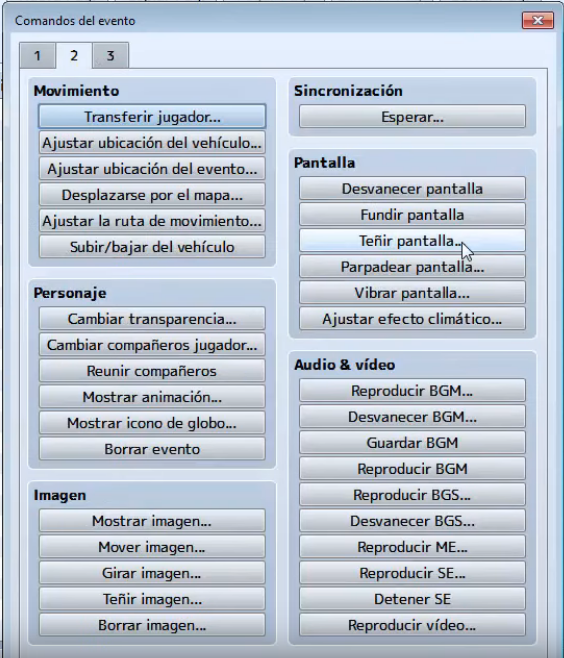 Comandos del evento
1 2 3
Movimiento
Transferir jugador...
Ajustar ubicación del vehículo...
Ajustar ubicación del evento...
Desplazarse por el mapa...
Ajustar la ruta de movimiento...
Subir/bajar del vehículo
Personaje
Cambiar transparencia...
Cambiar compañeros jugador...
Reunir compañeros
Mostrar animación...
Mostrar icono de globo...
Borrar evento
Imagen
Mostrar imagen...
Mover imagen...
Girar imagen...
Teñir imagen...
Borrar imagen...
Sincronización
Esperar...
Pantalla
Desvanecer pantalla
Fundir pantalla
Teñir pantalla...
Parpadear pantalla...
Vibrar pantalla...
Ajustar efecto climático...
Audio & vídeo
Reproducir BGM...
Desvanecer BGM...
Guardar BGM
Reproducir BGM
Reproducir BGS...
Desvanecer BGS...
Reproducir ME...
Reproducir SE...
Detener SE
Reproducir vídeo...